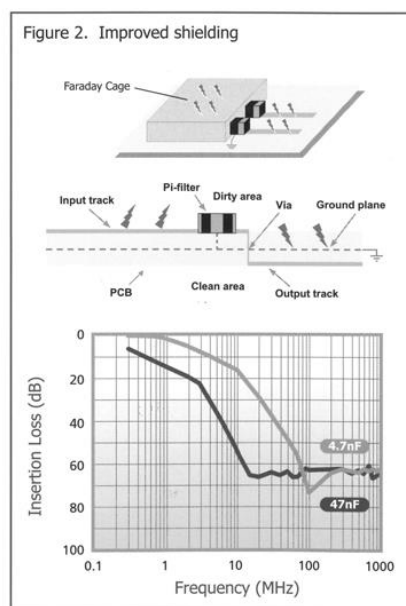 Figure 2. Improved shielding
Faraday Cage
Pi-filter
Dirty area
Input track
Via
Ground plane
PCB
Clean area
Output track
Insertion Loss (dB)
0
20
40
60
80
100
4.7nF
47nF
0.1
1
10
100
1000
Frequency (MHz)